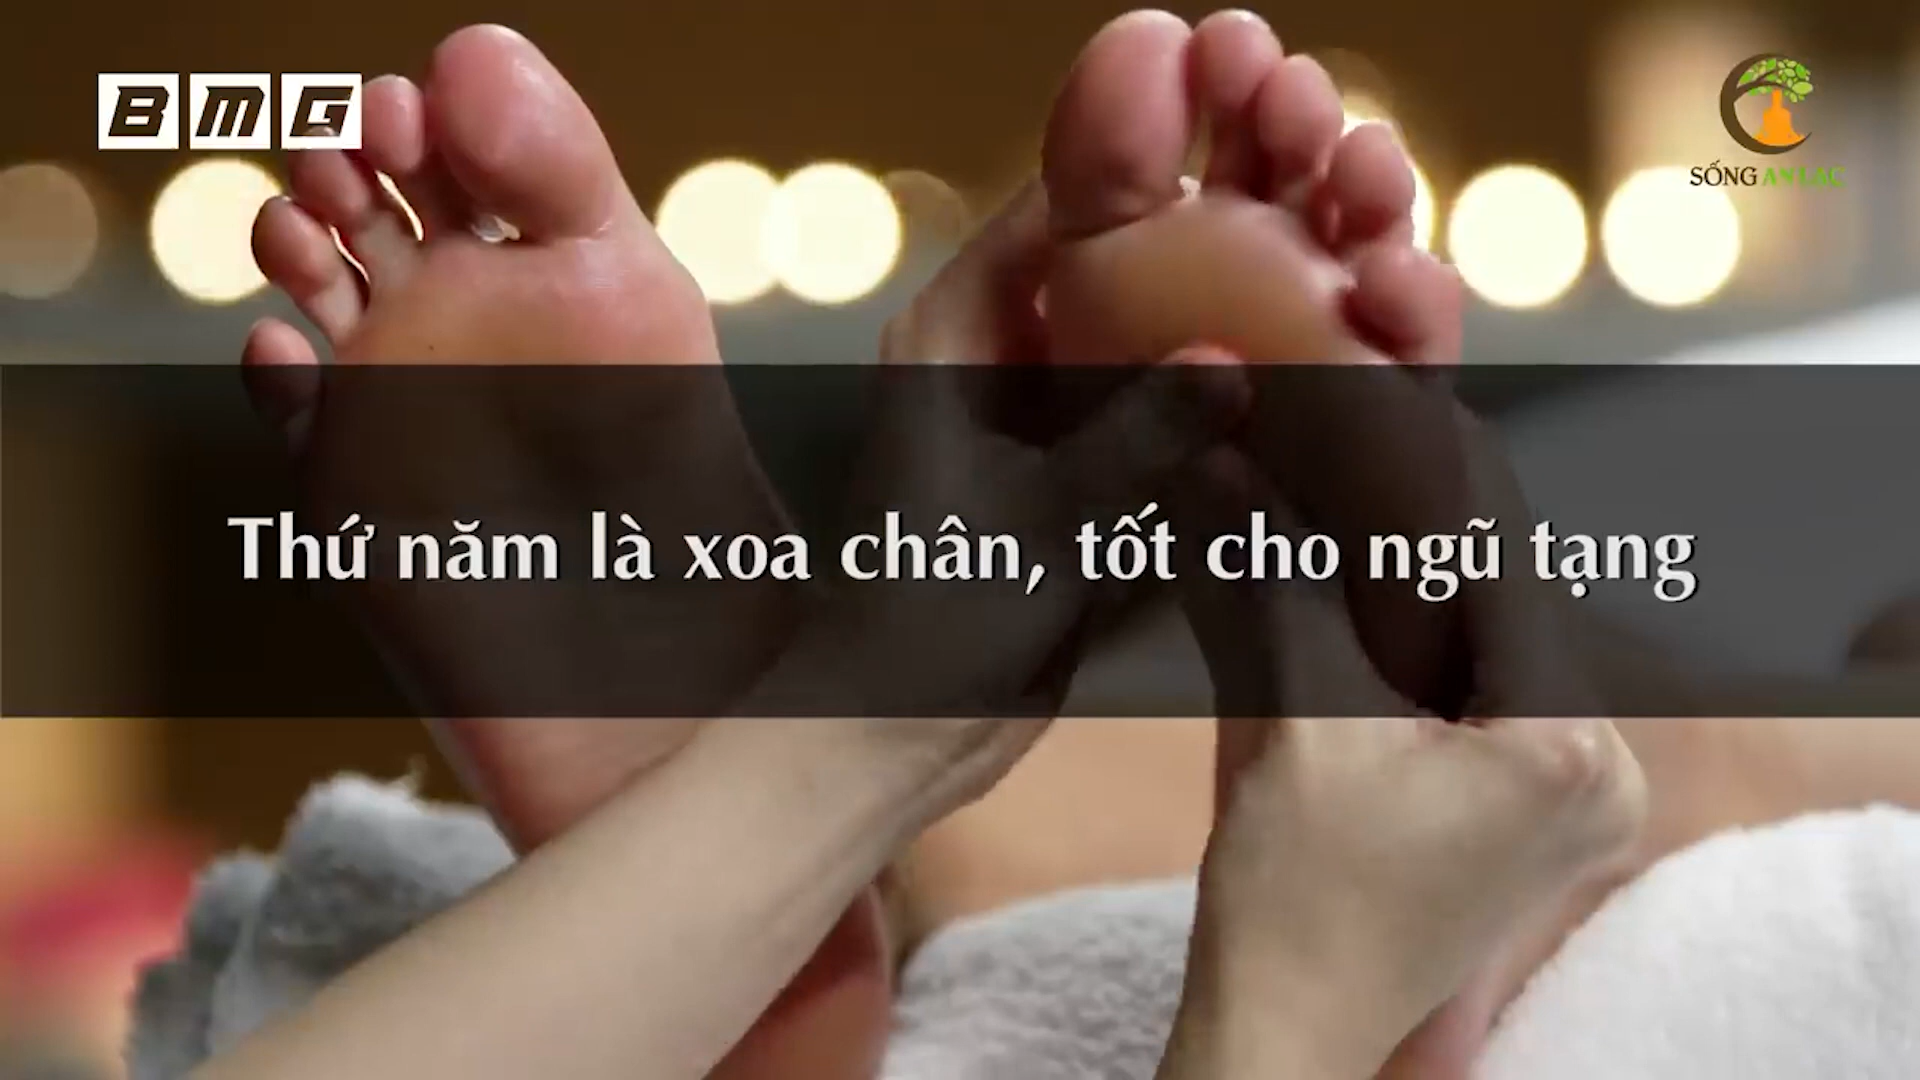 BMG
SỐNG AN LẠC
Thứ năm là xoa chân, tốt cho ngũ tạng